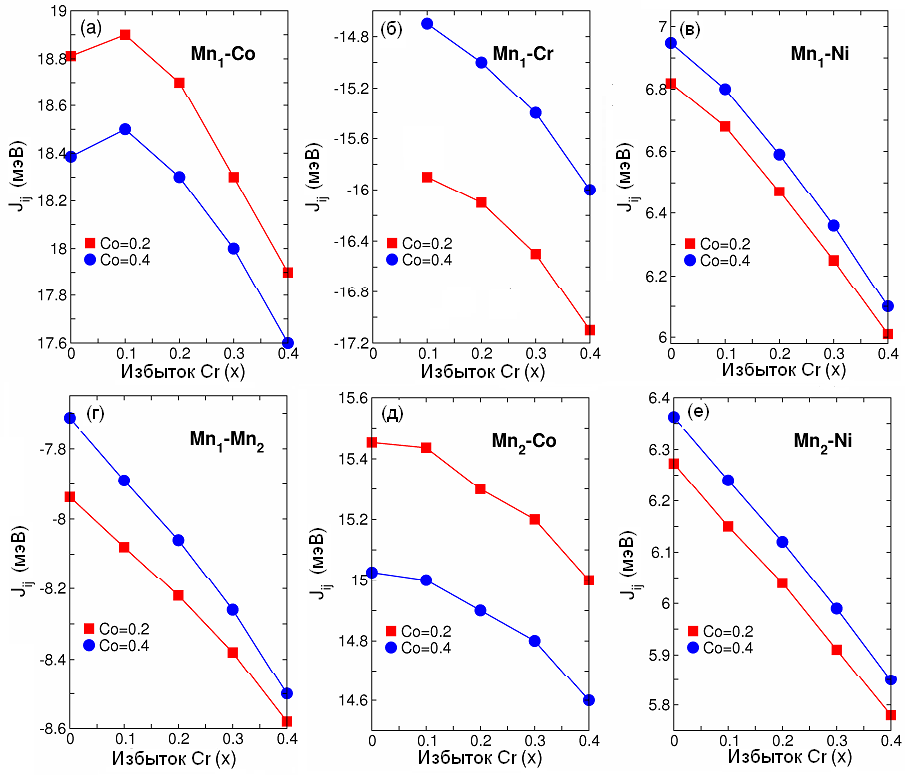 (а)
Mn1-Co
Jij (мэВ)
19
18.8
18.6
18.4
18.2
18
17.8
17.6
Co=0.2
Co=0.4
0
0.1
0.2
0.3
0.4
Избыток Cr (x)
(б)
Mn1-Cr
Jij (мэВ)
-14.8
-15.2
-15.6
-16
-16.4
-16.8
-17.2
Co=0.2
Co=0.4
0
0.1
0.2
0.3
0.4
Избыток Cr (x)
(в)
Mn1-Ni
Jij (мэВ)
7
6.8
6.6
6.4
6.2
6
Co=0.2
Co=0.4
0
0.1
0.2
0.3
0.4
Избыток Cr (x)
(г)
Mn1-Mn2
Jij (мэВ)
-7.8
-8
-8.2
-8.4
-8.6
Co=0.2
Co=0.4
0
0.1
0.2
0.3
0.4
Избыток Cr (x)
(д)
Mn2-Co
Jij (мэВ)
15.6
15.4
15.2
15
14.8
14.6
Co=0.2
Co=0.4
0
0.1
0.2
0.3
0.4
Избыток Cr (x)
(е)
Mn2-Ni
Jij (мэВ)
6.4
6.3
6.2
6.1
6
5.9
5.8
Co=0.2
Co=0.4
0
0.1
0.2
0.3
0.4
Избыток Cr (x)